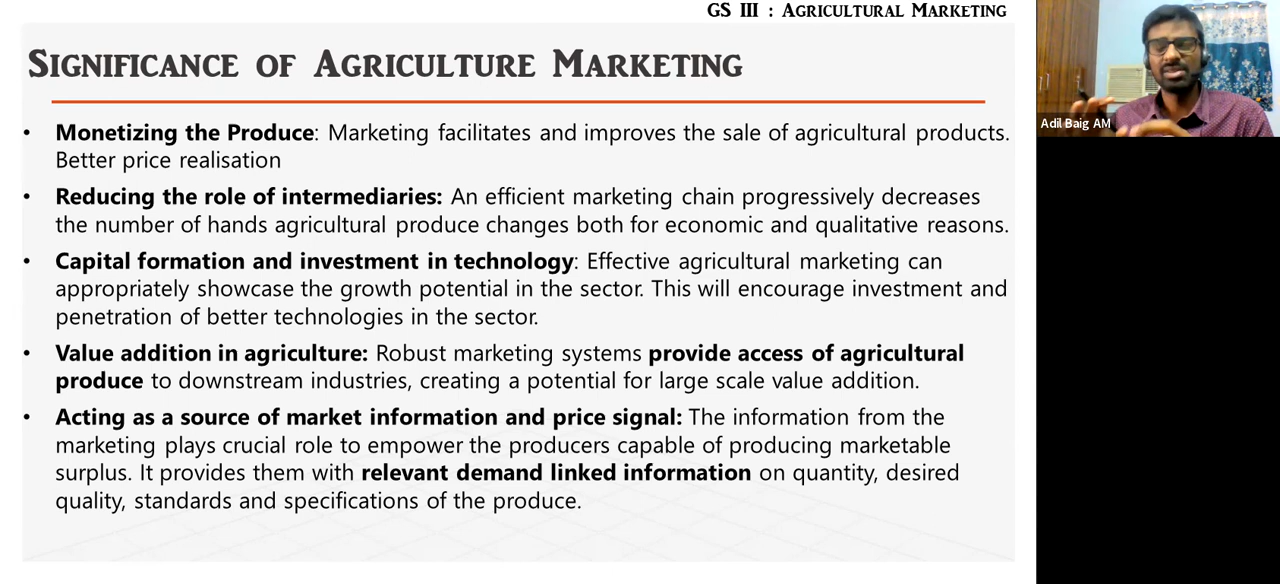 GS III : Agricultural Marketing
Significance of Agriculture Marketing
• Monetizing the Produce: Marketing facilitates and improves the sale of agricultural products.
Better price realisation
• Reducing the role of intermediaries: An efficient marketing chain progressively decreases
the number of hands agricultural produce changes both for economic and qualitative reasons.
• Capital formation and investment in technology: Effective agricultural marketing can
appropriately showcase the growth potential in the sector. This will encourage investment and
penetration of better technologies in the sector.
• Value addition in agriculture: Robust marketing systems provide access of agricultural
produce to downstream industries, creating a potential for large scale value addition.
• Acting as a source of market information and price signal: The information from the
marketing plays crucial role to empower the producers capable of producing marketable
surplus. It provides them with relevant demand linked information on quantity, desired
quality, standards and specifications of the produce.
Adil Baig AM